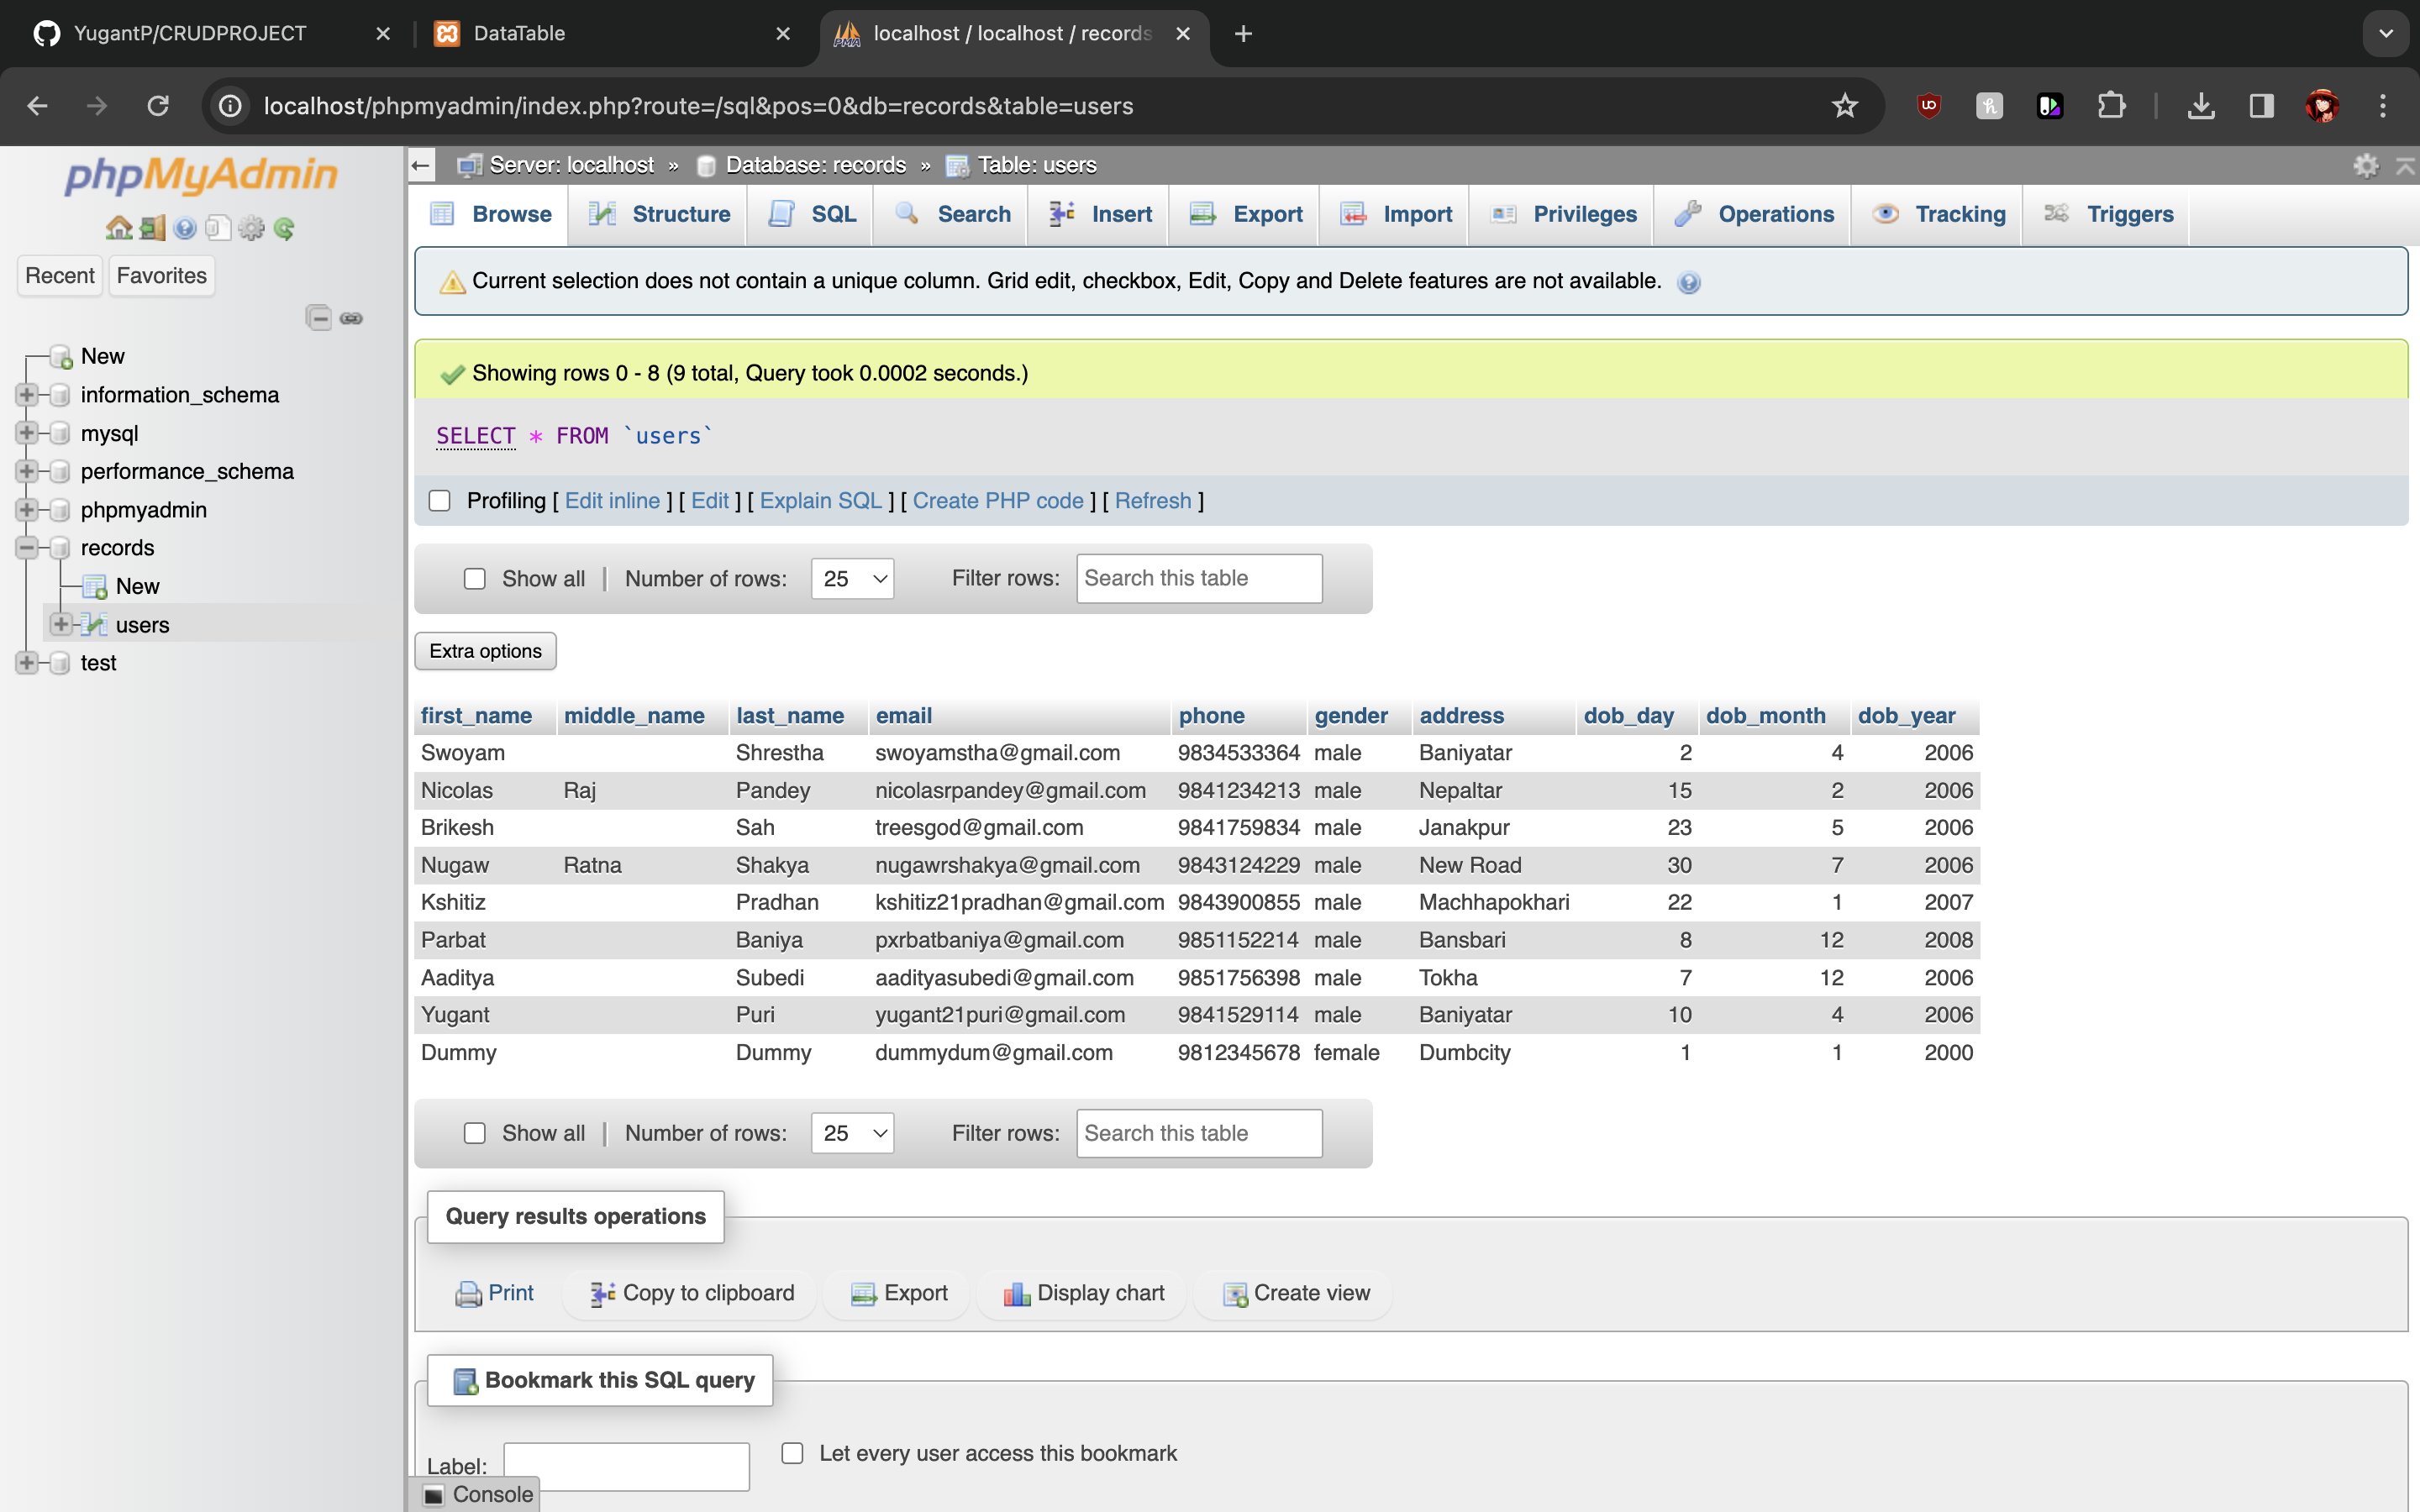 YugantP/CRUDPROJECT
DataTable
localhost / localhost / records
localhost/phpmyadmin/index.php?route=/sql&pos=0&db=records&table=users
phpMyAdmin
Recent Favorites
New
information_schema
mysql
performance_schema
phpmyadmin
records
New
users
test
Server: localhost » Database: records » Table: users
Browse Structure SQL Search Insert Export Import Privileges Operations Tracking Triggers
Current selection does not contain a unique column. Grid edit, checkbox, Edit, Copy and Delete features are not available.
Showing rows 0 - 8 (9 total, Query took 0.0002 seconds.)
SELECT * FROM `users`
Profiling [ Edit inline ] [ Edit ] [ Explain SQL ] [ Create PHP code ] [ Refresh ]
Show all | Number of rows: 25 Filter rows: Search this table
Extra options
first_name middle_name last_name email phone gender address dob_day dob_month dob_year
Swoyam Shrestha swoyamstha@gmail.com 9834533364 male Baniyatar 2 4 2006
Nicolas Raj Pandey nicolasrpandey@gmail.com 9841234213 male Nepaltar 15 2 2006
Brikesh Sah treesgod@gmail.com 9841759834 male Janakpur 23 5 2006
Nugaw Ratna Shakya nugawrshakya@gmail.com 9843124229 male New Road 30 7 2006
Kshitiz Pradhan kshitiz21pradhan@gmail.com 9843900855 male Machhapokhari 22 1 2007
Parbat Baniya pxrbatbaniya@gmail.com 9851152214 male Bansbari 8 12 2008
Aaditya Subedi aadityasubedi@gmail.com 9851756398 male Tokha 7 12 2006
Yugant Puri yugant21puri@gmail.com 9841529114 male Baniyatar 10 4 2006
Dummy Dummy dummydum@gmail.com 9812345678 female Dumbcity 1 1 2000
Show all | Number of rows: 25 Filter rows: Search this table
Query results operations
Print Copy to clipboard Export Display chart Create view
Bookmark this SQL query
Label: Let every user access this bookmark
Console